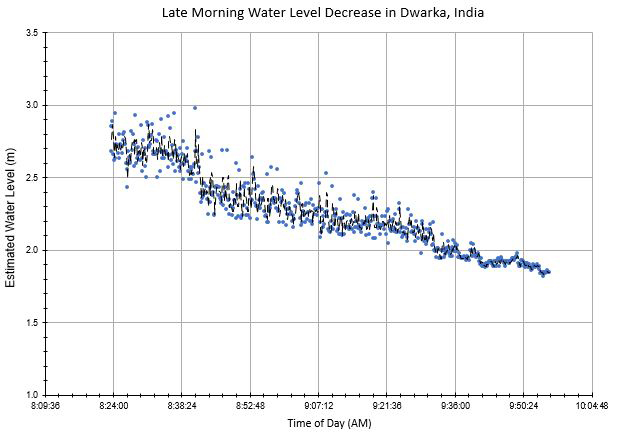 Late Morning Water Level Decrease in Dwarka, India
3.5
3.0
2.5
2.0
1.5
1.0
Estimated Water Level (m)
8:09:36 8:24:00 8:38:24 8:52:48 9:07:12 9:21:36 9:36:00 9:50:24 10:04:48
Time of Day (AM)